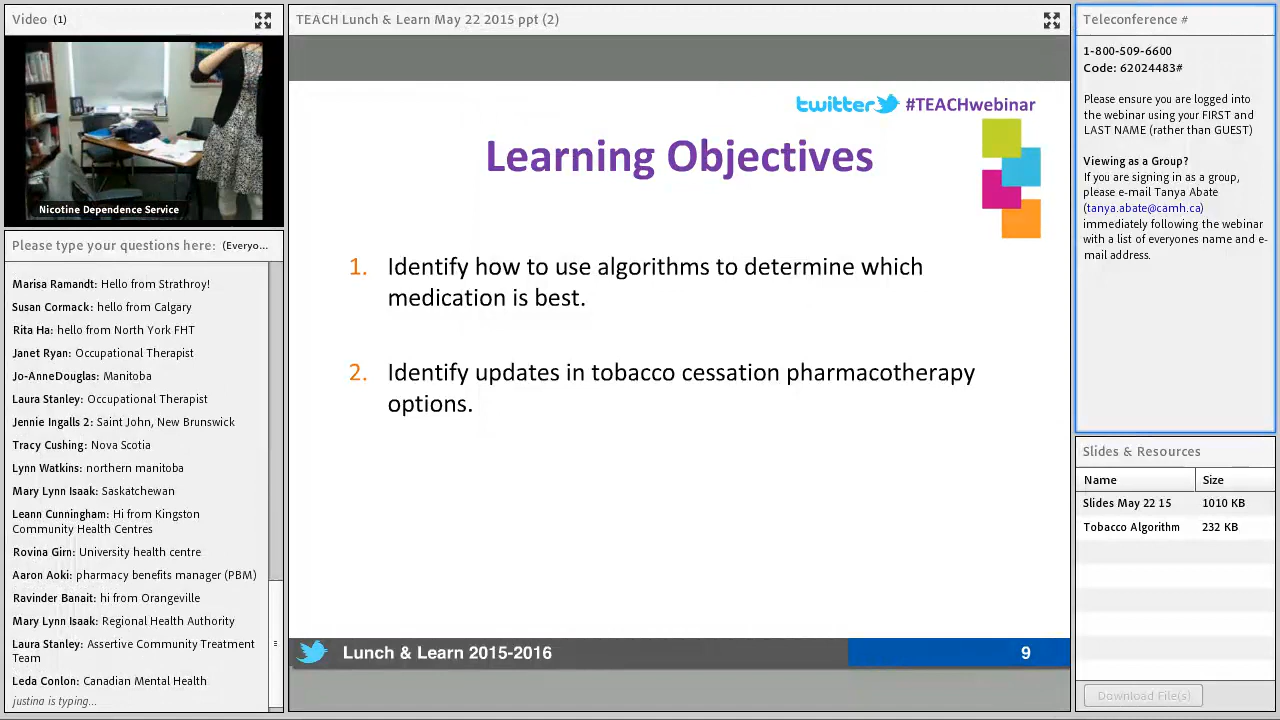 Video (1)
Nicotine Dependence Service
Please type your questions here: (Everyo...
Marisa Ramandt: Hello from Strathroy!
Susan Cormack: hello from Calgary
Rita Ha: hello from North York FHT
Janet Ryan: Occupational Therapist
Jo-AnneDouglas: Manitoba
Laura Stanley: Occupational Therapist
Jennie Ingalls 2: Saint John, New Brunswick
Tracy Cushing: Nova Scotia
Lynn Watkins: northern manitoba
Mary Lynn Isaak: Saskatchewan
Leann Cunningham: Hi from Kingston
Community Health Centres
Rovina Girn: University health centre
Aaron Aoki: pharmacy benefits manager (PBM)
Ravinder Banait: hi from Orangeville
Mary Lynn Isaak: Regional Health Authority
Laura Stanley: Assertive Community Treatment
Team
Leda Conlon: Canadian Mental Health
justina is typing...
TEACH Lunch & Learn May 22 2015 ppt (2)
twitter #TEACHwebinar
Learning Objectives
1. Identify how to use algorithms to determine which
medication is best.
2. Identify updates in tobacco cessation pharmacotherapy
options.
Lunch & Learn 2015-2016
9
Teleconference #
1-800-509-6600
Code: 62024483#
Please ensure you are logged into
the webinar using your FIRST and
LAST NAME (rather than GUEST)
Viewing as a Group?
If you are signing in as a group,
please e-mail Tanya Abate
(tanya.abate@camh.ca)
immediately following the webinar
with a list of everyones name and e-
mail address.
Slides & Resources
Name Size
Slides May 22 15 1010 KB
Tobacco Algorithm 232 KB
Download File(s)